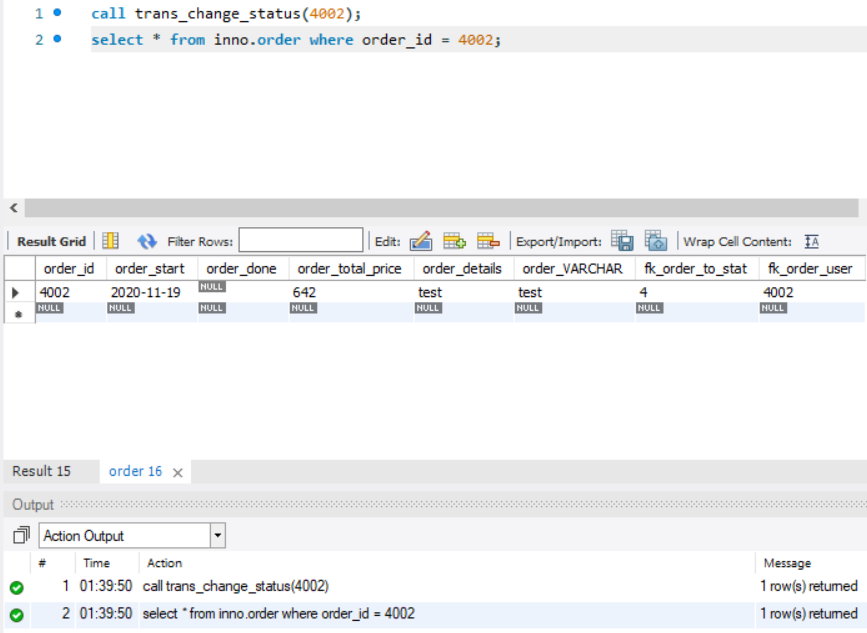 1 call trans_change_status(4002);
2 select * from inno.order where order_id = 4002;
Result Grid Filter Rows: Edit: Export/Import: Wrap Cell Content: IA
order_id order_start order_done order_total_price order_details order_VARCHAR fk_order_to_stat fk_order_user
4002 2020-11-19 NULL 642 test test 4 4002
NULL NULL NULL NULL NULL NULL NULL NULL
Result 15 order 16
Output
Action Output
# Time Action Message
1 01:39:50 call trans_change_status(4002) 1 row(s) returned
2 01:39:50 select * from inno.order where order_id = 4002 1 row(s) returned